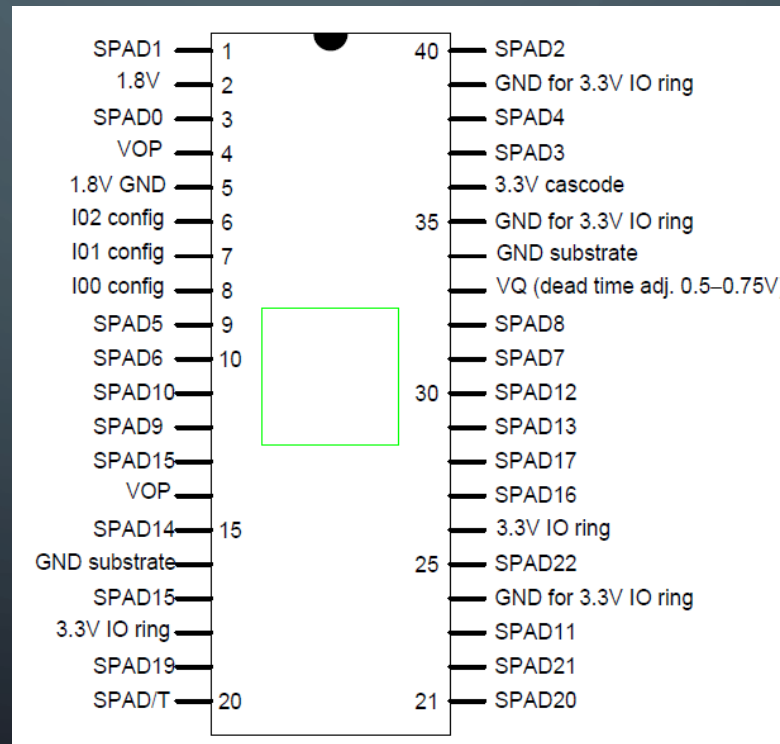 SPAD1 1 40 SPAD2
1.8V 2 GND for 3.3V IO ring
SPAD0 3 SPAD4
VOP 4 SPAD3
1.8V GND 5 3.3V cascode
I02 config 6 35 GND for 3.3V IO ring
I01 config 7 GND substrate
I00 config 8 VQ (dead time adj. 0.5–0.75V
SPAD5 9 SPAD8
SPAD6 10 SPAD7
SPAD10 30 SPAD12
SPAD9 SPAD13
SPAD15 SPAD17
VOP SPAD16
SPAD14 15 3.3V IO ring
GND substrate 25 SPAD22
SPAD15 GND for 3.3V IO ring
3.3V IO ring SPAD11
SPAD19 SPAD21
SPAD/T 20 21 SPAD20